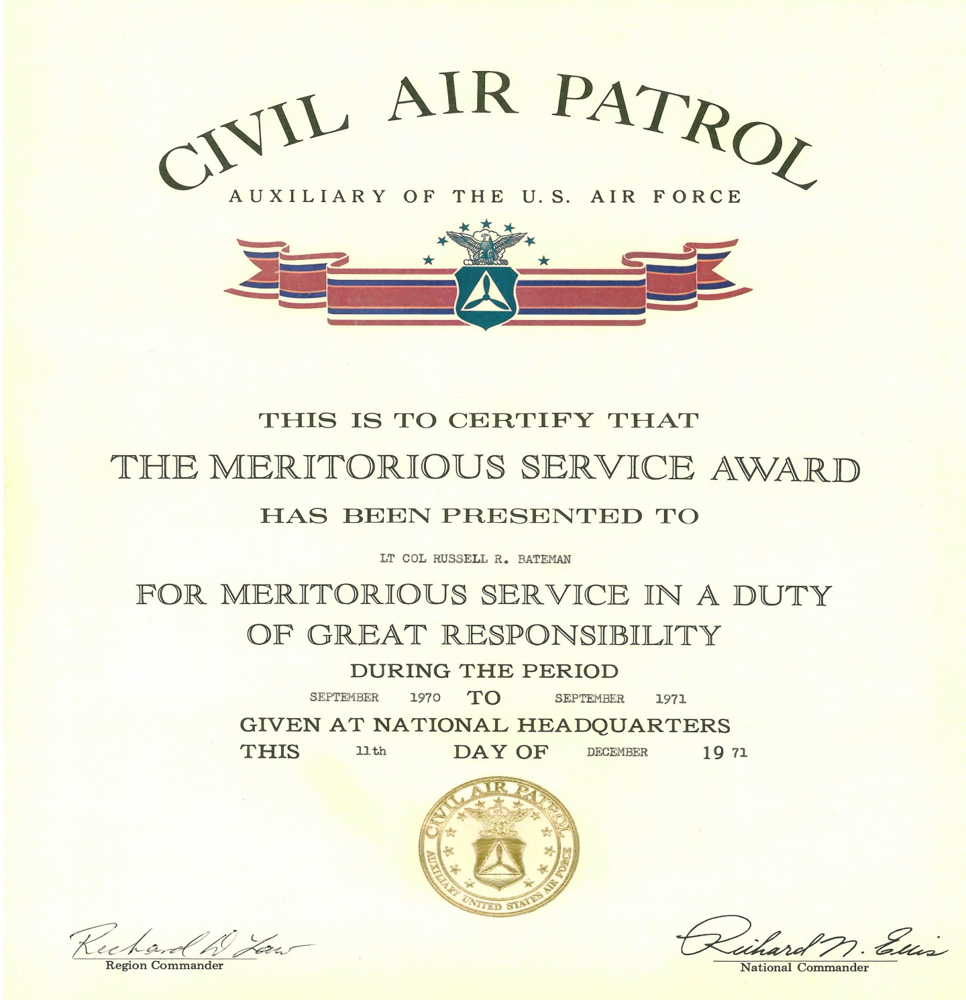 CIVIL AIR PATROL
AUXILIARY OF THE U.S. AIR FORCE
THIS IS TO CERTIFY THAT
THE MERITORIOUS SERVICE AWARD
HAS BEEN PRESENTED TO
LT COL RUSSELL R. BATEMAN
FOR MERITORIOUS SERVICE IN A DUTY
OF GREAT RESPONSIBILITY
DURING THE PERIOD
SEPTEMBER 1970 TO SEPTEMBER 1971
GIVEN AT NATIONAL HEADQUARTERS
THIS 11th DAY OF DECEMBER 19 71
CIVIL AIR PATROL
AUXILIARY UNITED STATES AIR FORCE
Richard D Law
Region Commander
Richard N. Ellis
National Commander